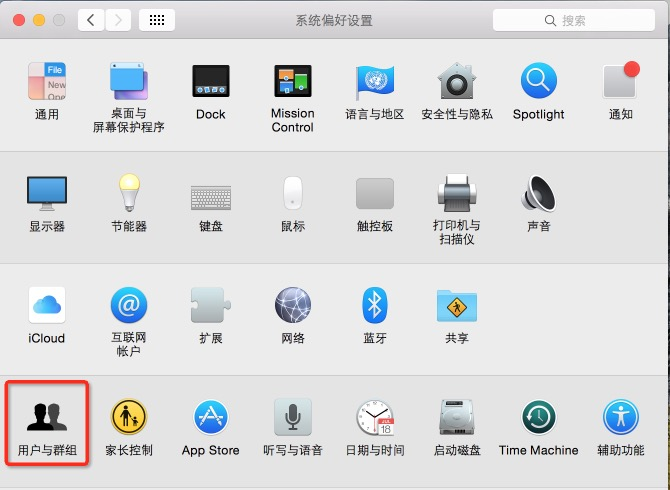 系统偏好设置
搜索
File
New
Ope
通用
桌面与
屏幕保护程序
Dock
Mission
Control
语言与地区
安全性与隐私
Spotlight
通知
显示器
节能器
键盘
鼠标
触控板
打印机与
扫描仪
声音
iCloud
@
互联网
帐户
扩展
网络
蓝牙
共享
用户与群组
家长控制
App Store
听写与语音
18
日期与时间
启动磁盘
Time Machine
辅助功能